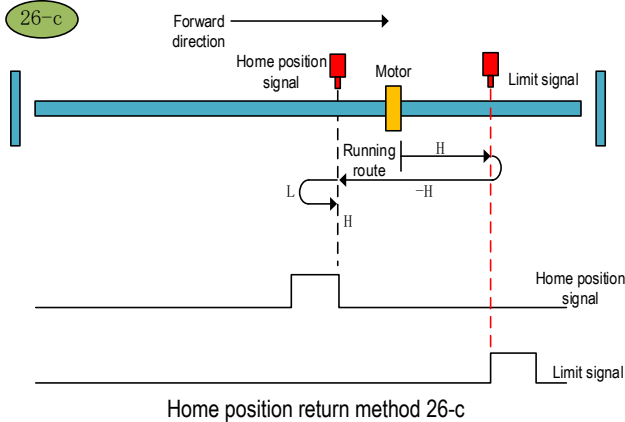 26-c
Forward
direction
Home position
signal
Motor
Limit signal
Running
route
H
-H
L
H
Home position
signal
Limit signal
Home position return method 26-c